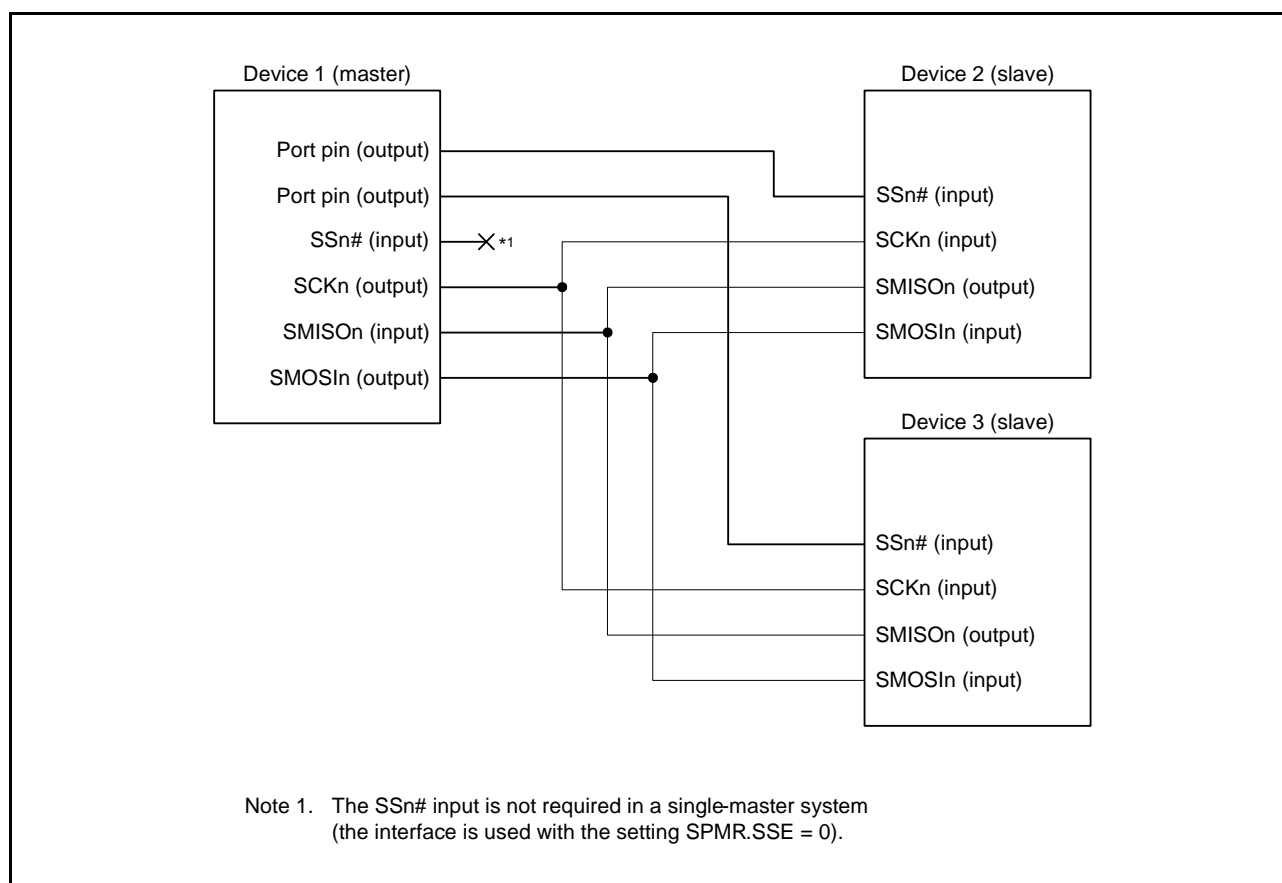 Device 1 (master)
Port pin (output)
Port pin (output)
SSn# (input)
*1
SCKn (output)
SMISOn (input)
SMOSIn (output)
Device 2 (slave)
SSn# (input)
SCKn (input)
SMISOn (output)
SMOSIn (input)
Device 3 (slave)
SSn# (input)
SCKn (input)
SMISOn (output)
SMOSIn (input)
Note 1. The SSn# input is not required in a single-master system
(the interface is used with the setting SPMR.SSE = 0).